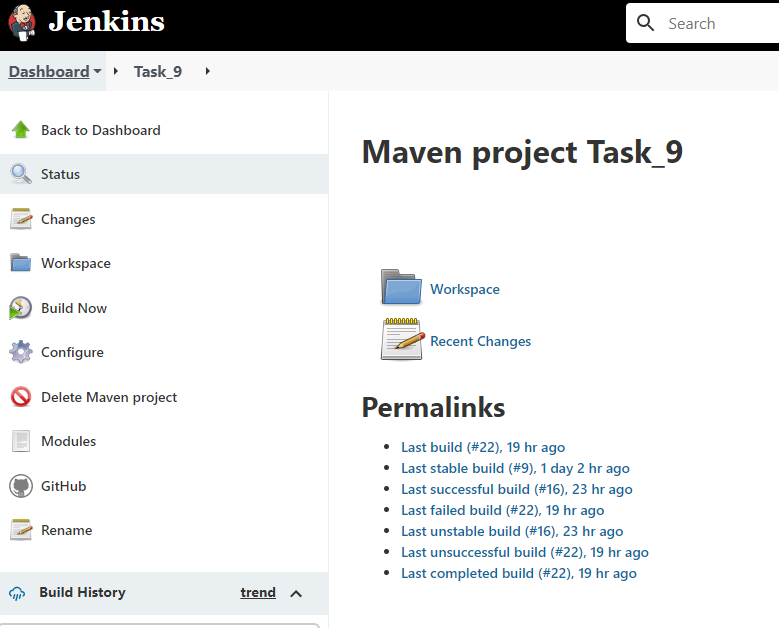 Jenkins
Search
Dashboard
Task_9
Back to Dashboard
Status
Changes
Workspace
Build Now
Configure
Delete Maven project
Modules
GitHub
Rename
Build History
trend
Maven project Task_9
Workspace
Recent Changes
Permalinks
Last build (#22), 19 hr ago
Last stable build (#9), 1 day 2 hr ago
Last successful build (#16), 23 hr ago
Last failed build (#22), 19 hr ago
Last unstable build (#16), 23 hr ago
Last unsuccessful build (#22), 19 hr ago
Last completed build (#22), 19 hr ago